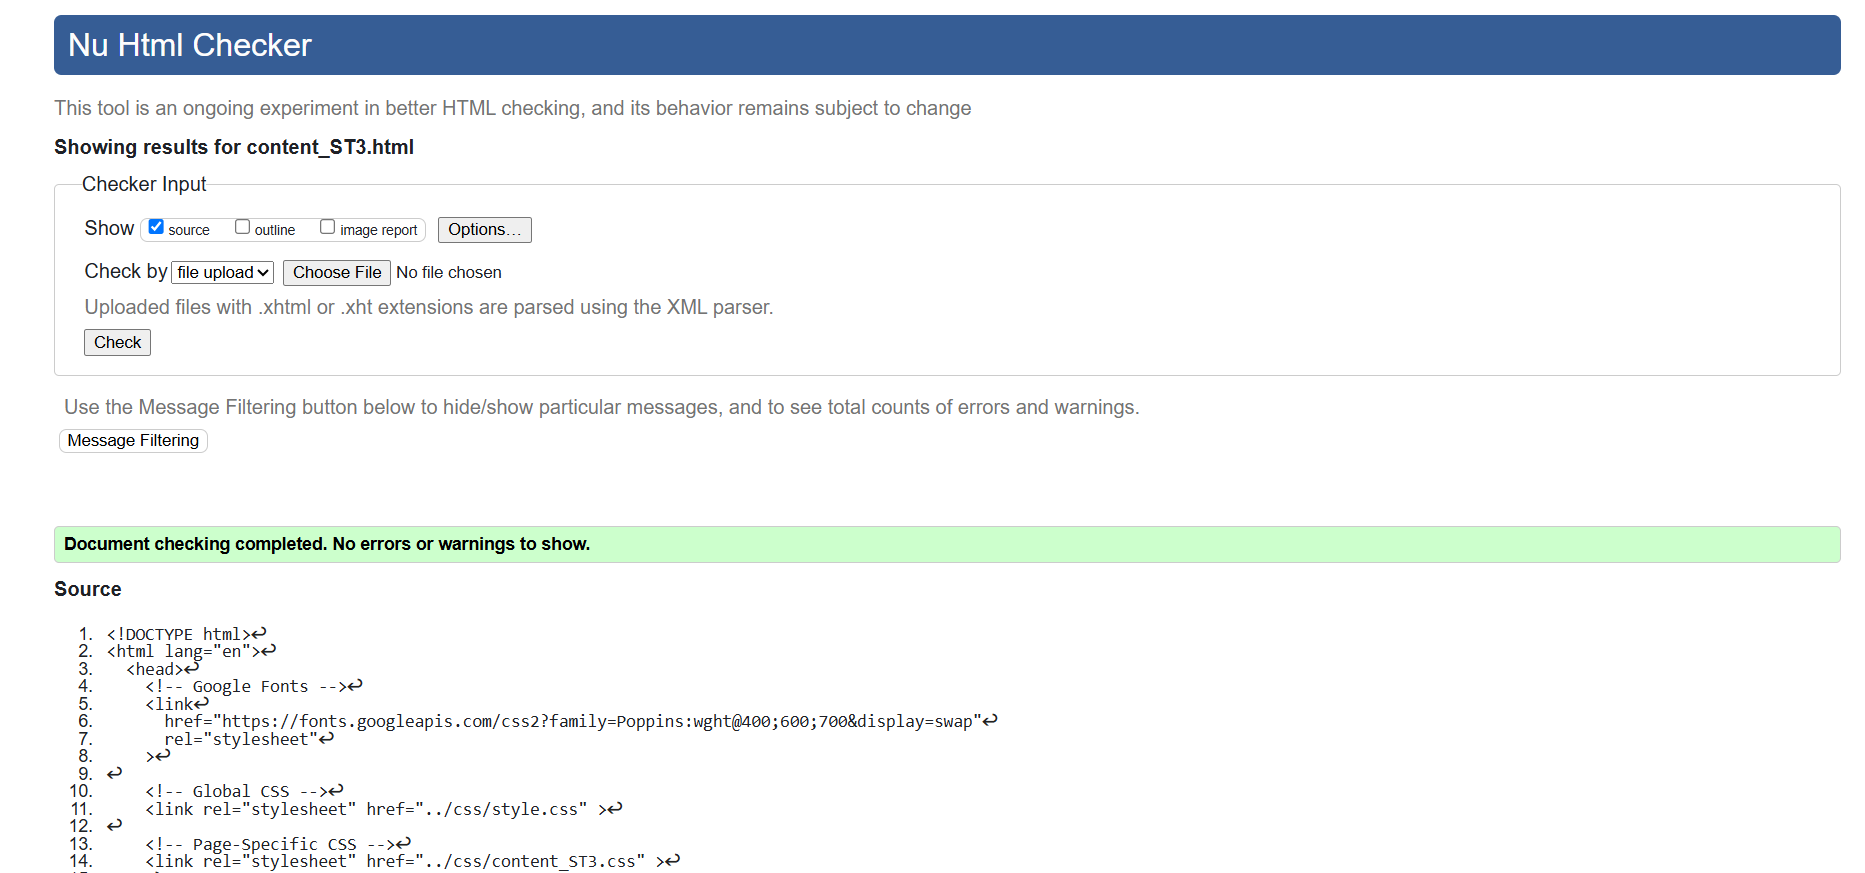 Nu Html Checker
This tool is an ongoing experiment in better HTML checking, and its behavior remains subject to change
Showing results for content_ST3.html
Checker Input
Show source outline image report Options...
Check by file upload Choose File No file chosen
Uploaded files with .xhtml or .xht extensions are parsed using the XML parser.
Check
Use the Message Filtering button below to hide/show particular messages, and to see total counts of errors and warnings.
Message Filtering
Document checking completed. No errors or warnings to show.
Source
1. <!DOCTYPE html>↩
2. <html lang="en">↩
3. <head>↩
4. <!-- Google Fonts -->↩
5. <link↩
6. href="https://fonts.googleapis.com/css2?family=Poppins:wght@400;600;700&display=swap"↩
7. rel="stylesheet"↩
8. >↩
9. ↩
10. <!-- Global CSS -->↩
11. <link rel="stylesheet" href="../css/style.css" >↩
12. ↩
13. <!-- Page-Specific CSS -->↩
14. <link rel="stylesheet" href="../css/content_ST3.css" >↩